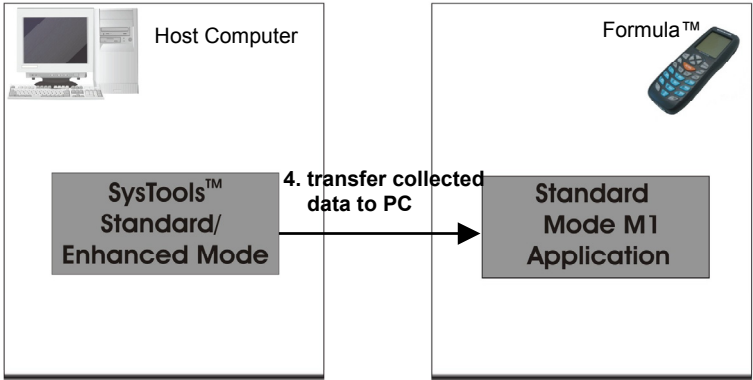 Host Computer
Formula™
4. transfer collected
data to PC
SysTools™
Standard/
Enhanced Mode
Standard
Mode M1
Application